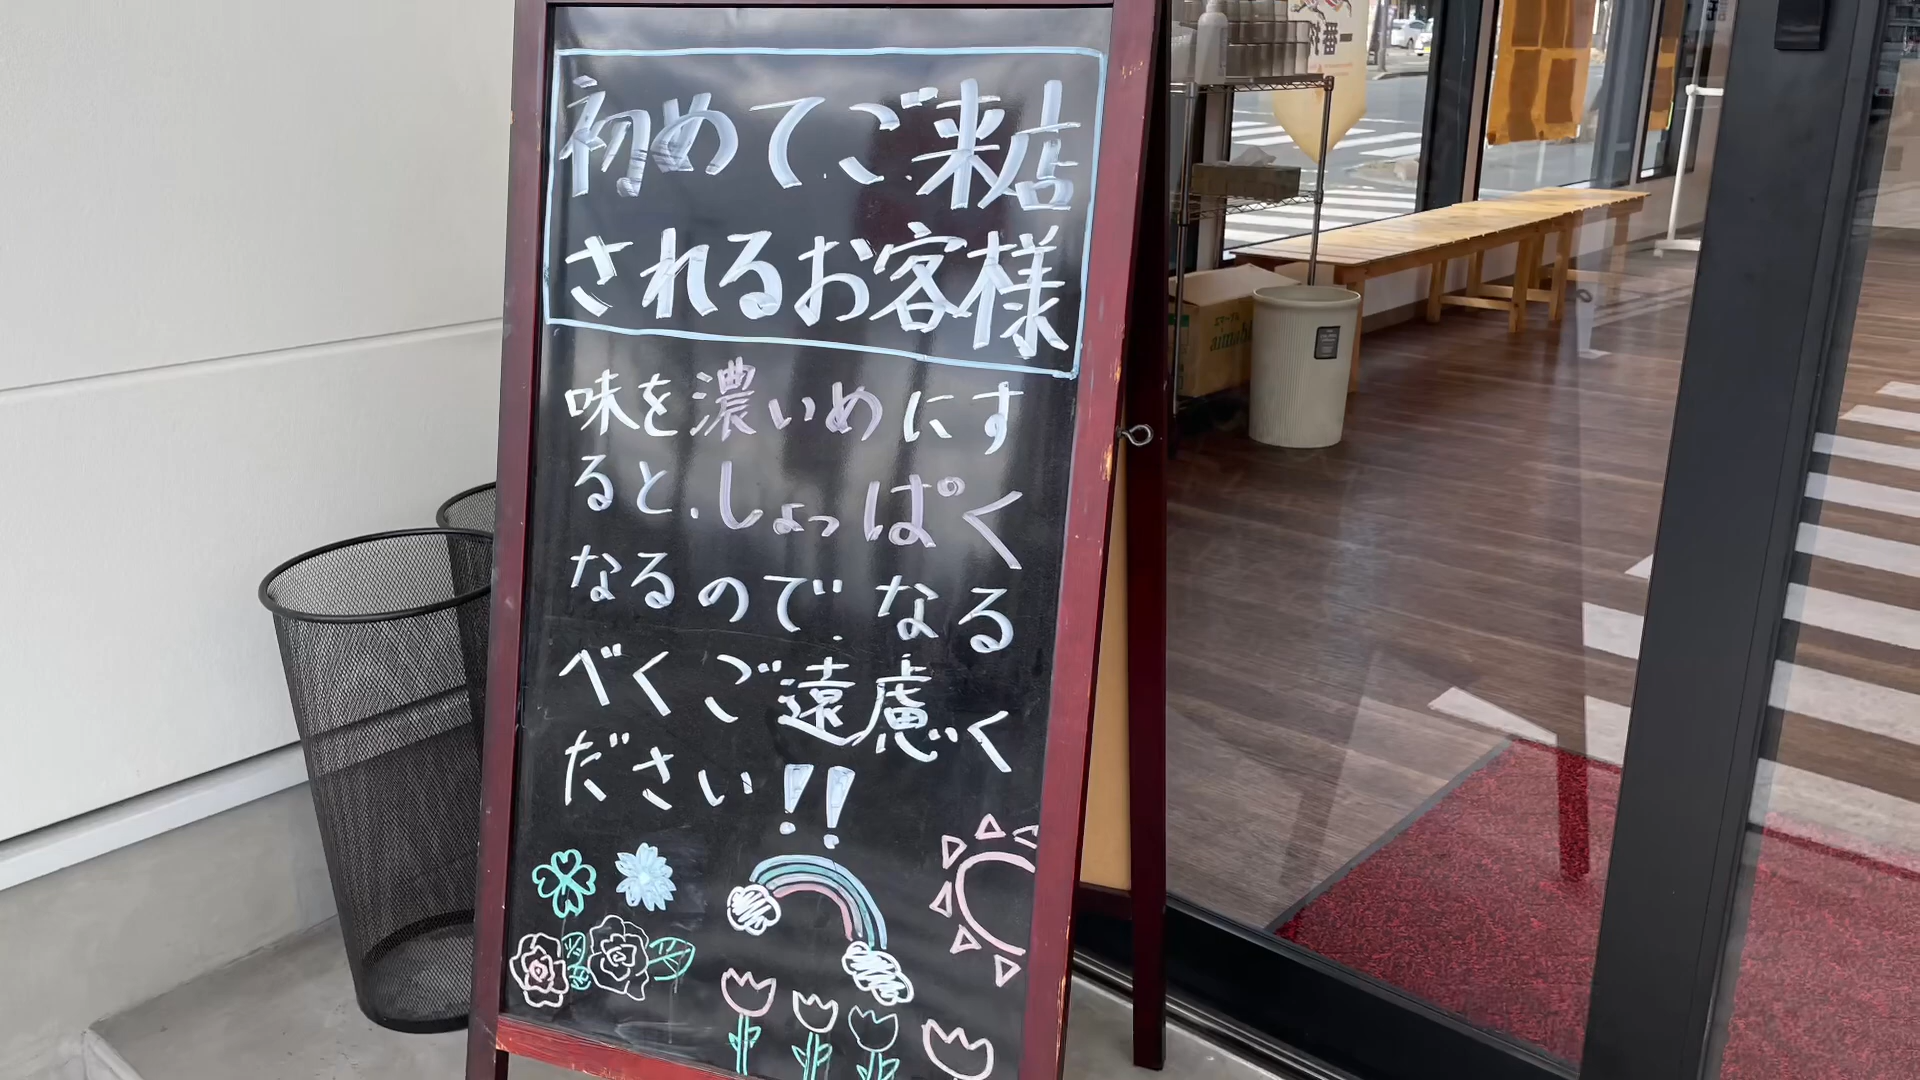 初めてご来店
されるお客様
味を濃いめにす
ると、しょっぱく
なるので、なる
べくご遠慮く
ださい!!
一番